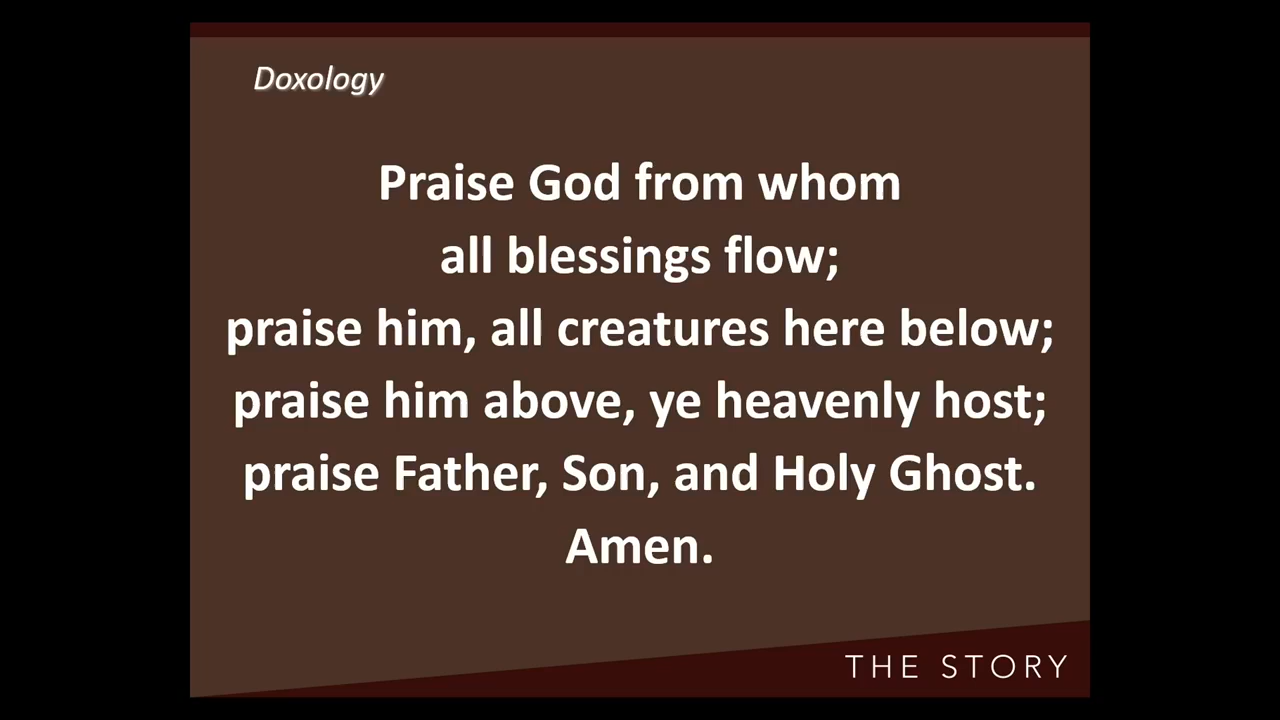 Doxology
Praise God from whom
all blessings flow;
praise him, all creatures here below;
praise him above, ye heavenly host;
praise Father, Son, and Holy Ghost.
Amen.
THE STORY